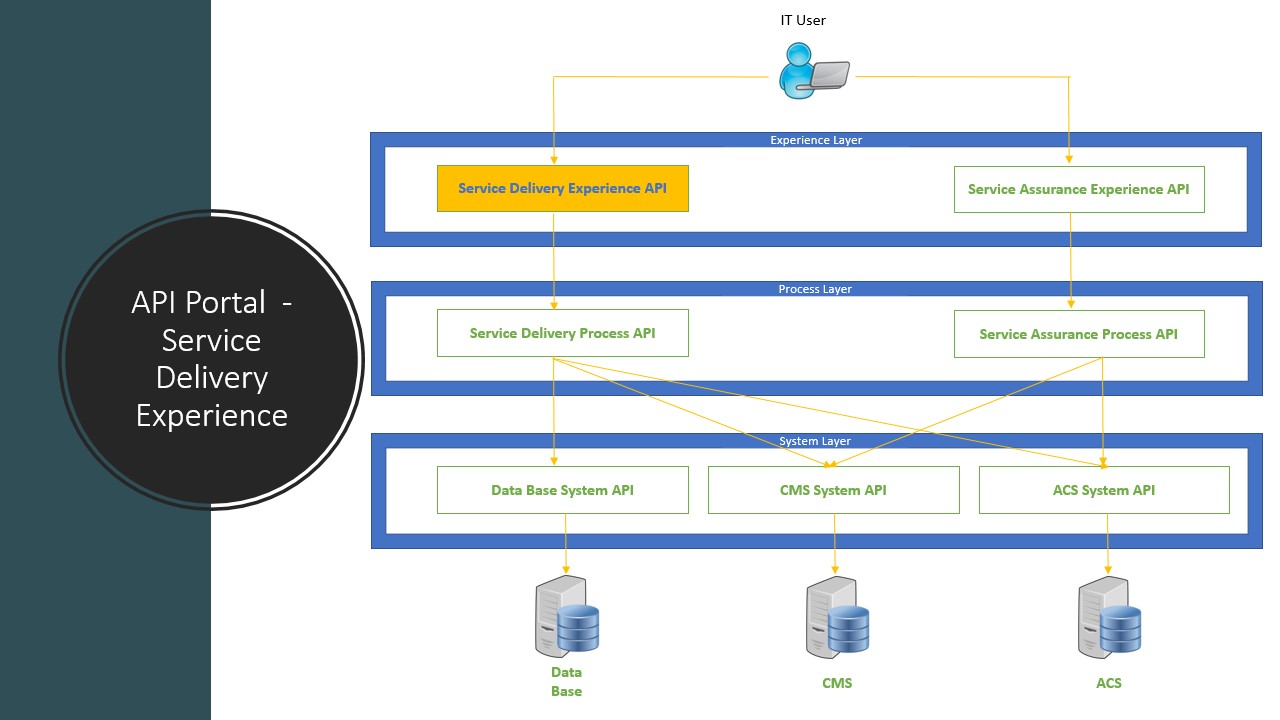 IT User
Experience Layer
Service Delivery Experience API
Service Assurance Experience API
API Portal -
Service
Delivery
Experience
Process Layer
Service Delivery Process API
Service Assurance Process API
System Layer
Data Base System API
CMS System API
ACS System API
Data
Base
CMS
ACS